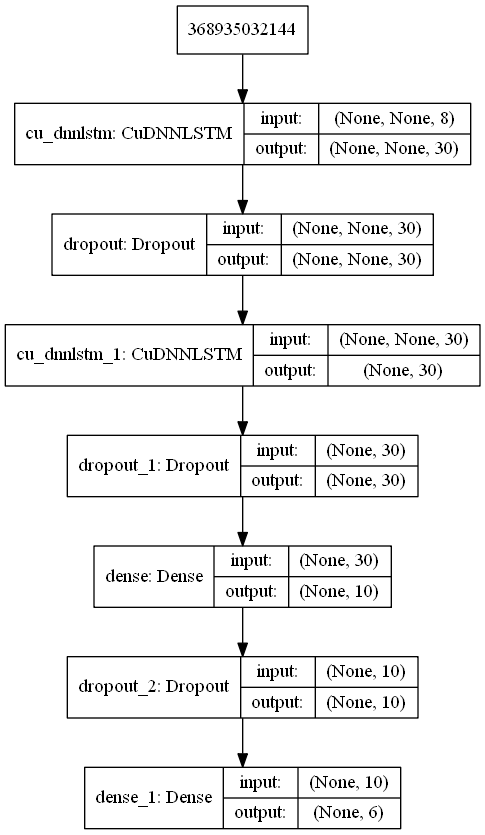 368935032144
cu_dnnlstm: CuDNNLSTM
input: (None, None, 8)
output: (None, None, 30)
dropout: Dropout
input: (None, None, 30)
output: (None, None, 30)
cu_dnnlstm_1: CuDNNLSTM
input: (None, None, 30)
output: (None, 30)
dropout_1: Dropout
input: (None, 30)
output: (None, 30)
dense: Dense
input: (None, 30)
output: (None, 10)
dropout_2: Dropout
input: (None, 10)
output: (None, 10)
dense_1: Dense
input: (None, 10)
output: (None, 6)